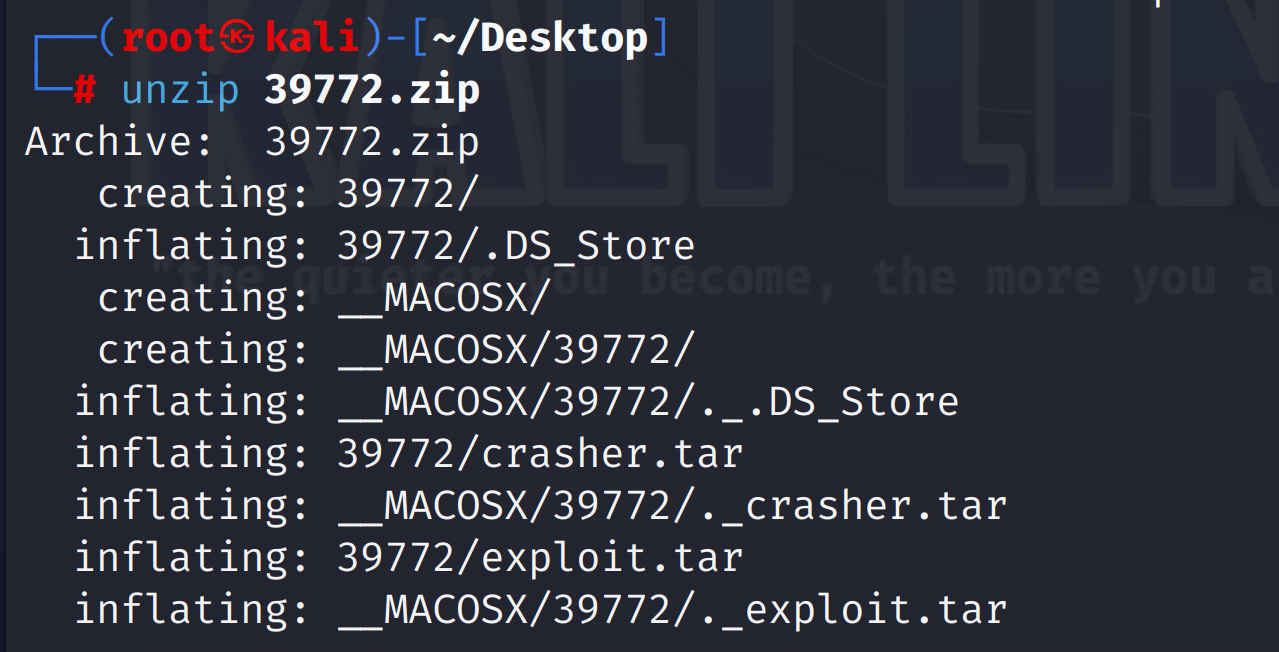 ┌──(root㉿kali)-[~/Desktop]
└─# unzip 39772.zip
Archive:  39772.zip
   creating: 39772/
  inflating: 39772/.DS_Store
   creating: __MACOSX/
   creating: __MACOSX/39772/
  inflating: __MACOSX/39772/._.DS_Store
  inflating: 39772/crasher.tar
  inflating: __MACOSX/39772/._crasher.tar
  inflating: 39772/exploit.tar
  inflating: __MACOSX/39772/._exploit.tar
KALI LIN
"the quieter you become, the more you a